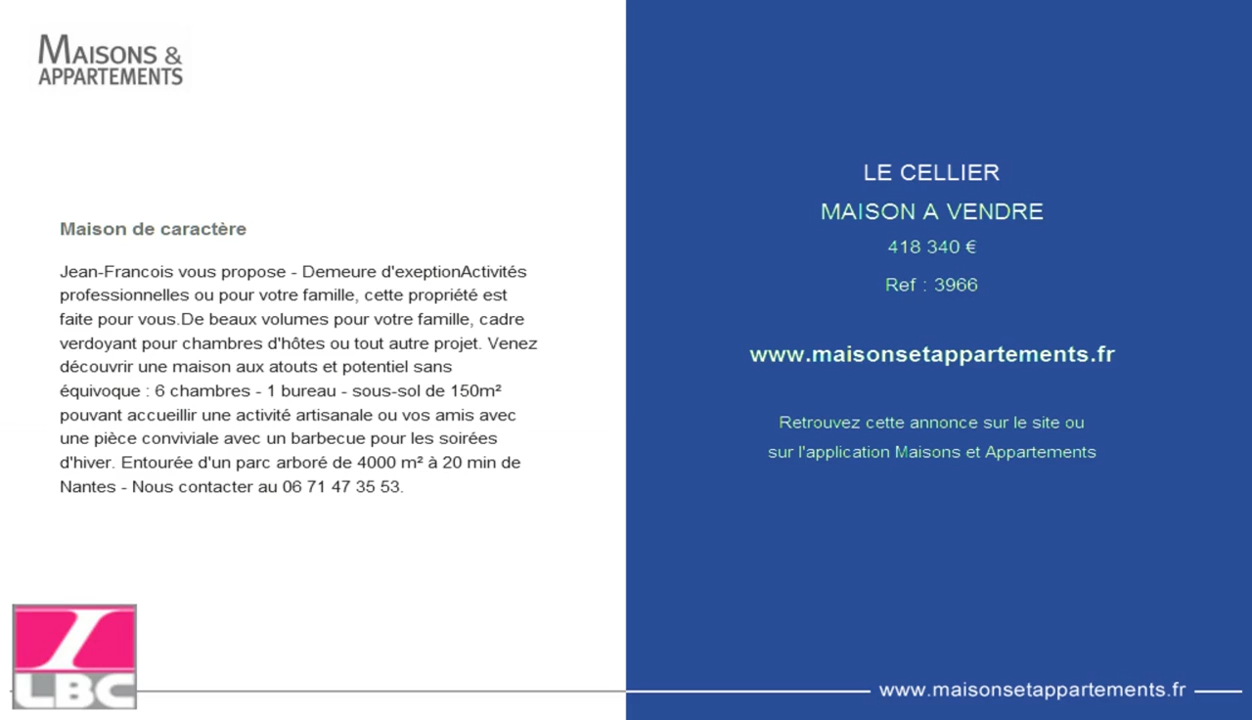 MAISONS &
APPARTEMENTS
Maison de caractère
Jean-Francois vous propose - Demeure d'exeptionActivités
professionnelles ou pour votre famille, cette propriété est
faite pour vous.De beaux volumes pour votre famille, cadre
verdoyant pour chambres d'hôtes ou tout autre projet. Venez
découvrir une maison aux atouts et potentiel sans
équivoque : 6 chambres - 1 bureau - sous-sol de 150m²
pouvant accueillir une activité artisanale ou vos amis avec
une pièce conviviale avec un barbecue pour les soirées
d'hiver. Entourée d'un parc arboré de 4000 m² à 20 min de
Nantes - Nous contacter au 06 71 47 35 53.
LBC
LE CELLIER
MAISON A VENDRE
418 340 €
Ref : 3966
www.maisonsetappartements.fr
Retrouvez cette annonce sur le site ou
sur l'application Maisons et Appartements
www.maisonsetappartements.fr